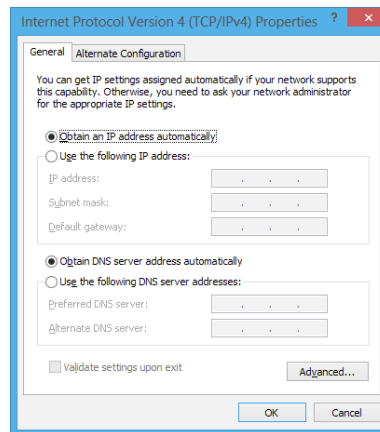 Internet Protocol Version 4 (TCP/IPv4) Properties ? ×
General Alternate Configuration
You can get IP settings assigned automatically if your network supports
this capability. Otherwise, you need to ask your network administrator
for the appropriate IP settings.
Obtain an IP address automatically
Use the following IP address:
IP address: . . .
Subnet mask: . . .
Default gateway: . . .
Obtain DNS server address automatically
Use the following DNS server addresses:
Preferred DNS server: . . .
Alternate DNS server: . . .
Validate settings upon exit
Advanced...
OK Cancel